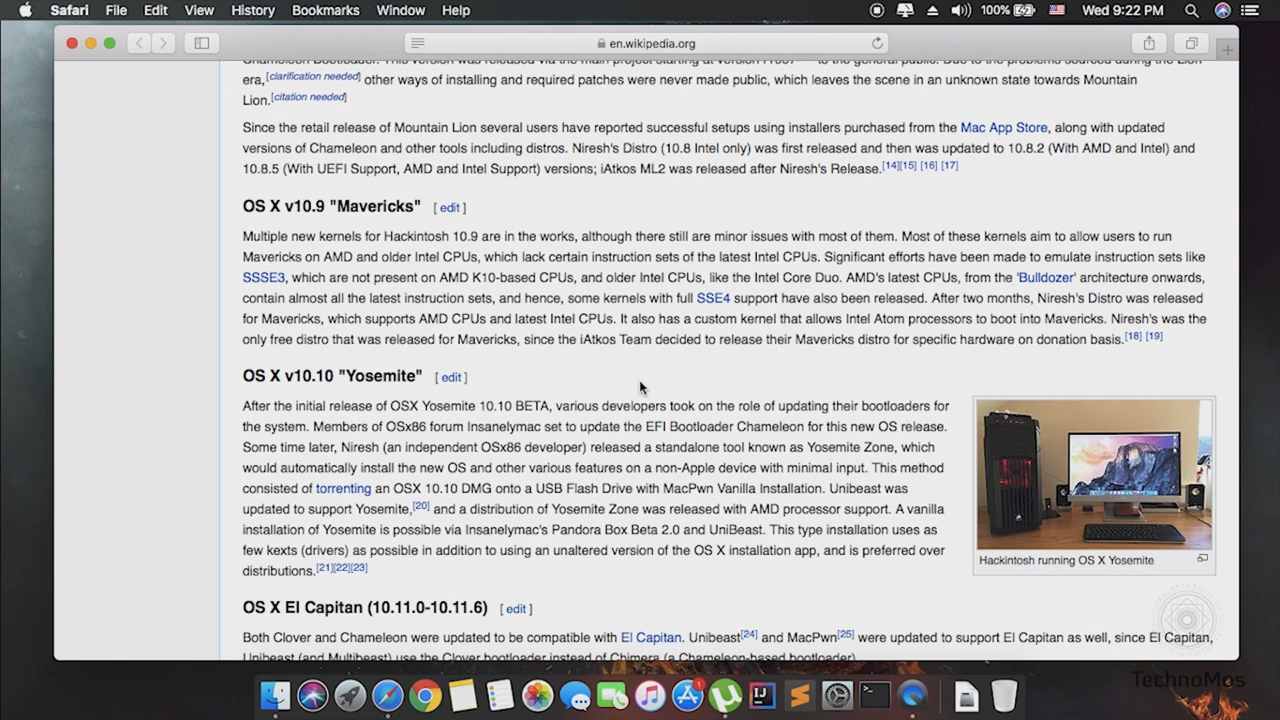 Safari File Edit View History Bookmarks Window Help 100% Wed 9:22 PM
en.wikipedia.org
Chameleon Bootloader. This version was released via the main project starting at version to the general public. Due to the problems sourced during the Lion
era,[clarification needed] other ways of installing and required patches were never made public, which leaves the scene in an unknown state towards Mountain
Lion.[citation needed]
Since the retail release of Mountain Lion several users have reported successful setups using installers purchased from the Mac App Store, along with updated
versions of Chameleon and other tools including distros. Niresh's Distro (10.8 Intel only) was first released and then was updated to 10.8.2 (With AMD and Intel) and
10.8.5 (With UEFI Support, AMD and Intel Support) versions; iAtkos ML2 was released after Niresh's Release.[14][15] [16] [17]
OS X v10.9 "Mavericks" [ edit ]
Multiple new kernels for Hackintosh 10.9 are in the works, although there still are minor issues with most of them. Most of these kernels aim to allow users to run
Mavericks on AMD and older Intel CPUs, which lack certain instruction sets of the latest Intel CPUs. Significant efforts have been made to emulate instruction sets like
SSSE3, which are not present on AMD K10-based CPUs, and older Intel CPUs, like the Intel Core Duo. AMD's latest CPUs, from the 'Bulldozer' architecture onwards,
contain almost all the latest instruction sets, and hence, some kernels with full SSE4 support have also been released. After two months, Niresh's Distro was released
for Mavericks, which supports AMD CPUs and latest Intel CPUs. It also has a custom kernel that allows Intel Atom processors to boot into Mavericks. Niresh's was the
only free distro that was released for Mavericks, since the iAtkos Team decided to release their Mavericks distro for specific hardware on donation basis.[18] [19]
OS X v10.10 "Yosemite" [ edit ]
After the initial release of OSX Yosemite 10.10 BETA, various developers took on the role of updating their bootloaders for
the system. Members of OSx86 forum Insanelymac set to update the EFI Bootloader Chameleon for this new OS release.
Some time later, Niresh (an independent OSx86 developer) released a standalone tool known as Yosemite Zone, which
would automatically install the new OS and other various features on a non-Apple device with minimal input. This method
consisted of torrenting an OSX 10.10 DMG onto a USB Flash Drive with MacPwn Vanilla Installation. Unibeast was
updated to support Yosemite,[20] and a distribution of Yosemite Zone was released with AMD processor support. A vanilla
installation of Yosemite is possible via Insanelymac's Pandora Box Beta 2.0 and UniBeast. This type installation uses as
few kexts (drivers) as possible in addition to using an unaltered version of the OS X installation app, and is preferred over
distributions.[21][22][23]
Hackintosh running OS X Yosemite
OS X El Capitan (10.11.0-10.11.6) [ edit ]
Both Clover and Chameleon were updated to be compatible with El Capitan. Unibeast[24] and MacPwn[25] were updated to support El Capitan as well, since El Capitan,
Unibeast (and Multibeast) use the Clover bootloader instead of Chimera (a Chameleon-based bootloader).
TechnoMos